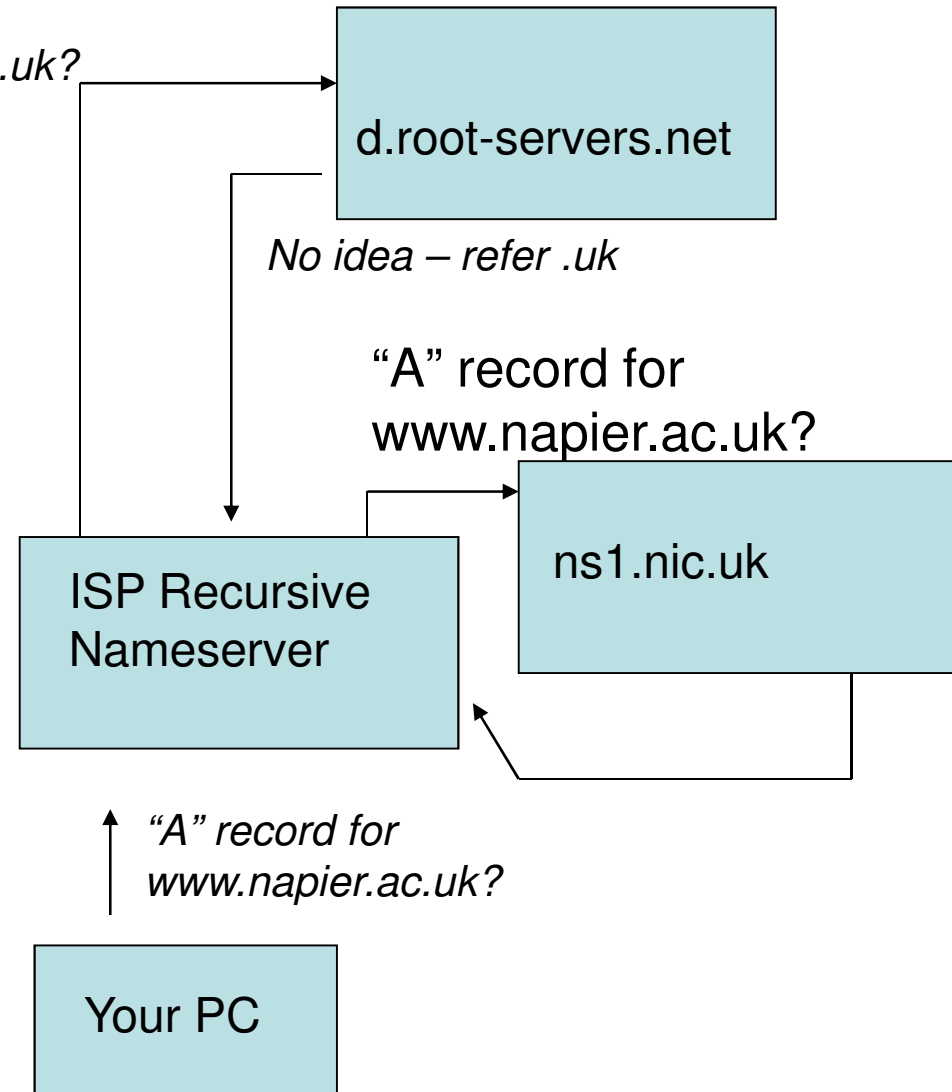 .uk?
d.root-servers.net
No idea – refer .uk
“A” record for
www.napier.ac.uk?
ns1.nic.uk
ISP Recursive
Nameserver
“A” record for
www.napier.ac.uk?
Your PC